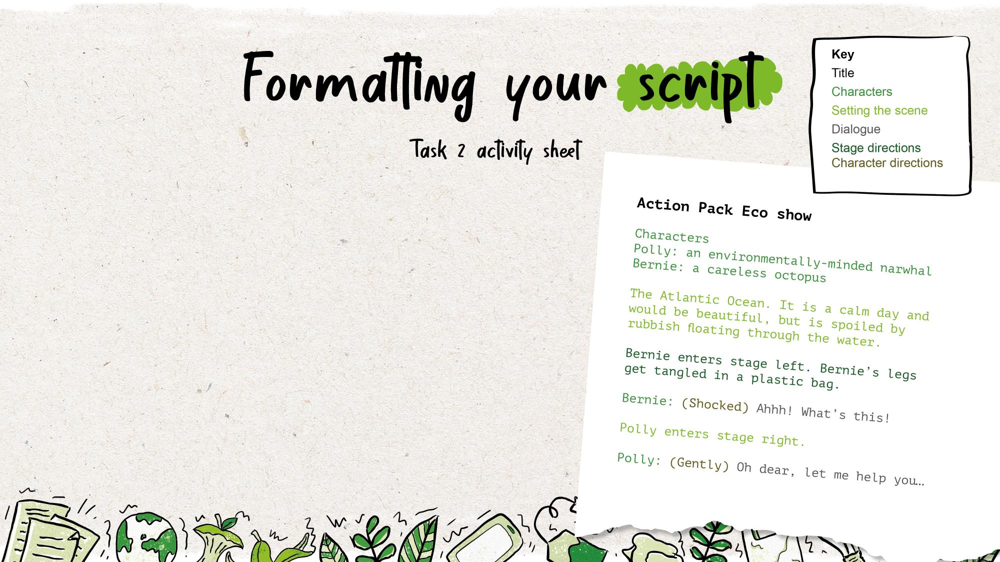 Formatting your script
Task 2 activity sheet
Key
Title
Characters
Setting the scene
Dialogue
Stage directions
Character directions
Action Pack Eco show
Characters
Polly: an environmentally-minded narwhal
Bernie: a careless octopus
The Atlantic Ocean. It is a calm day and
would be beautiful, but is spoiled by
rubbish floating through the water.
Bernie enters stage left. Bernie’s legs
get tangled in a plastic bag.
Bernie: (Shocked) Ahhh! What’s this!
Polly enters stage right.
Polly: (Gently) Oh dear, let me help you…